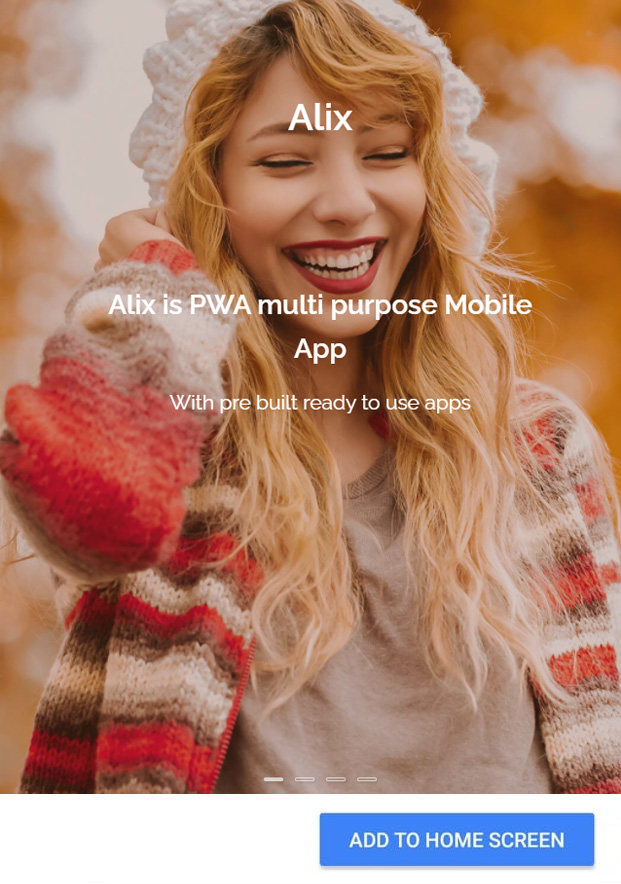 Alix
Alix is PWA multi purpose Mobile
App
With pre built ready to use apps
ADD TO HOME SCREEN